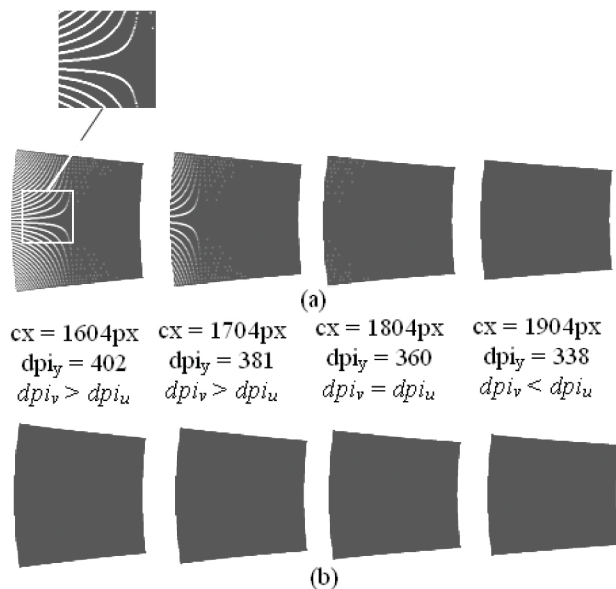 (a)
cx = 1604px cx = 1704px cx = 1804px cx = 1904px
dpiy = 402 dpiy = 381 dpiy = 360 dpiy = 338
dpiv > dpiu dpiv > dpiu dpiv = dpiu dpiv < dpiu
(b)